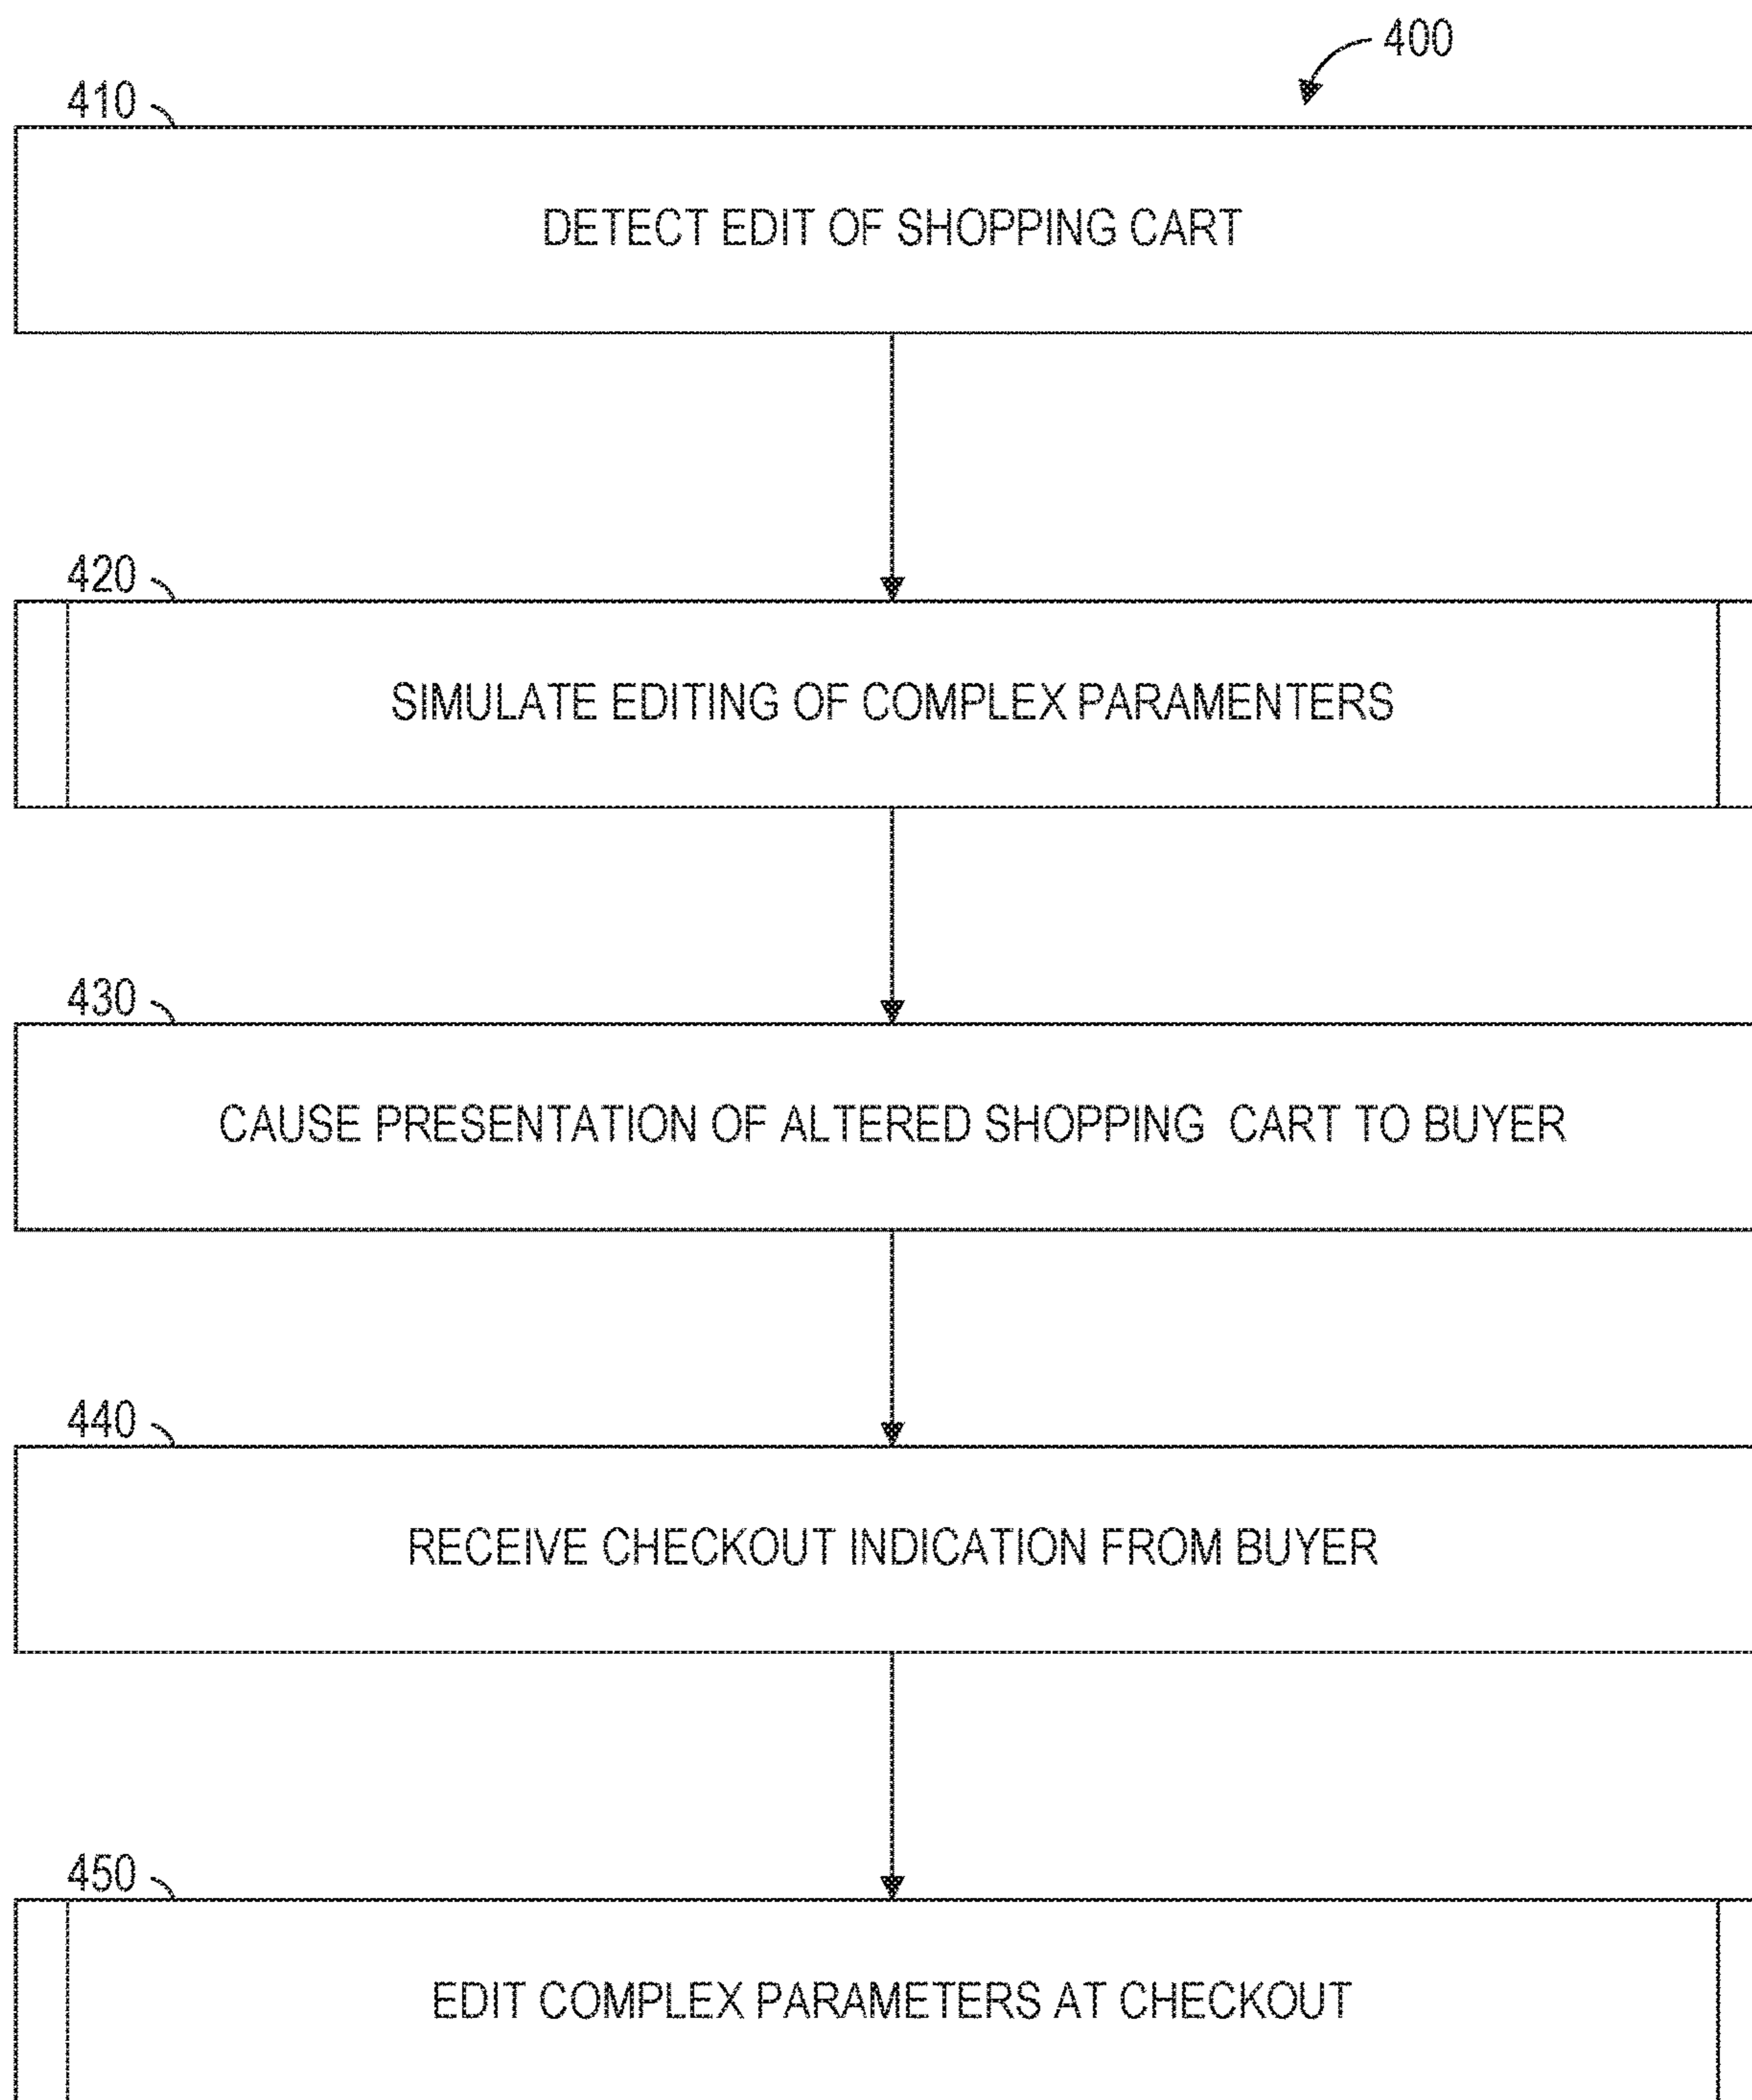 400
410
DETECT EDIT OF SHOPPING CART
420
SIMULATE EDITING OF COMPLEX PARAMENTERS
430
CAUSE PRESENTATION OF ALTERED SHOPPING CART TO BUYER
440
RECEIVE CHECKOUT INDICATION FROM BUYER
450
EDIT COMPLEX PARAMETERS AT CHECKOUT